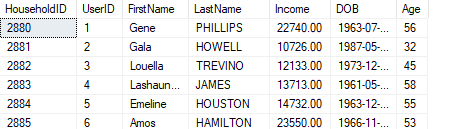 HouseholdID UserID FirstName LastName Income DOB Age
2880 1 Gene PHILLIPS 22740.00 1963-07-... 56
2881 2 Gala HOWELL 10726.00 1987-05-... 32
2882 3 Louella TREVINO 12133.00 1973-12-... 45
2883 4 Lashaun... JAMES 13713.00 1961-05-... 58
2884 5 Emeline HOUSTON 14732.00 1963-12-... 55
2885 6 Amos HAMILTON 23550.00 1966-11-... 53